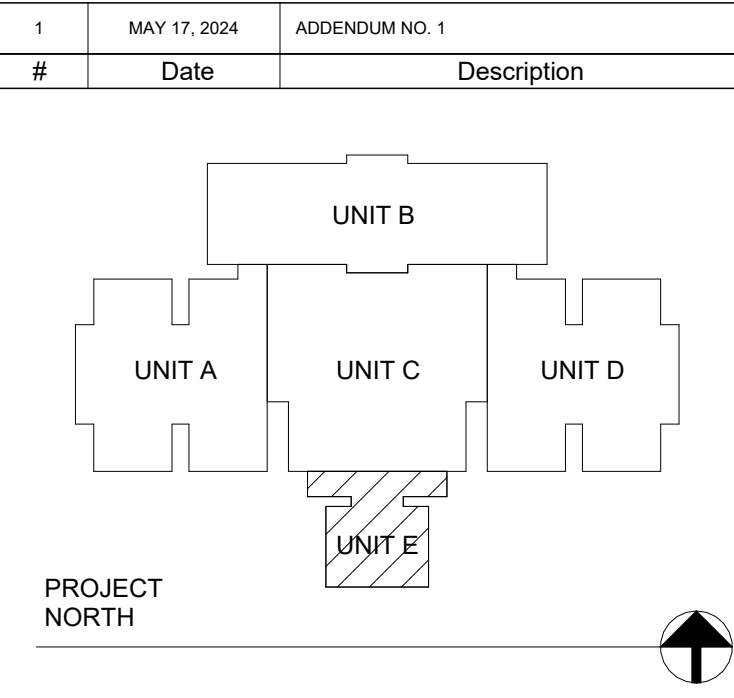 1 MAY 17, 2024 ADDENDUM NO. 1
# Date Description
UNIT B
UNIT A UNIT C UNIT D
UNIT E
PROJECT
NORTH